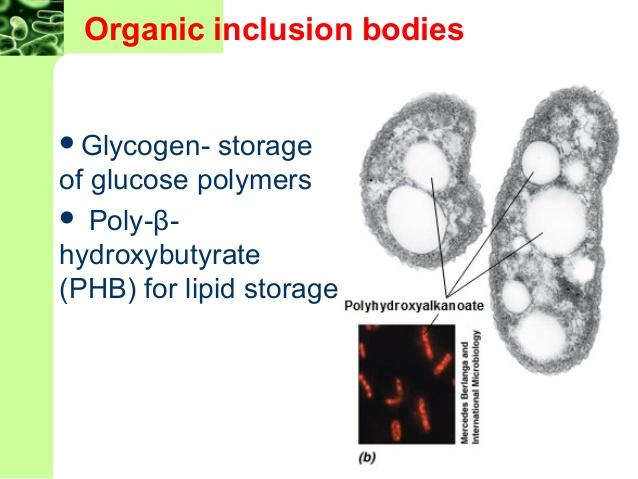 Organic inclusion bodies
• Glycogen- storage
of glucose polymers
• Poly-β-
hydroxybutyrate
(PHB) for lipid storage
Polyhydroxyalkanoate
Mercedes Berlanga and
International Microbiology
(b)